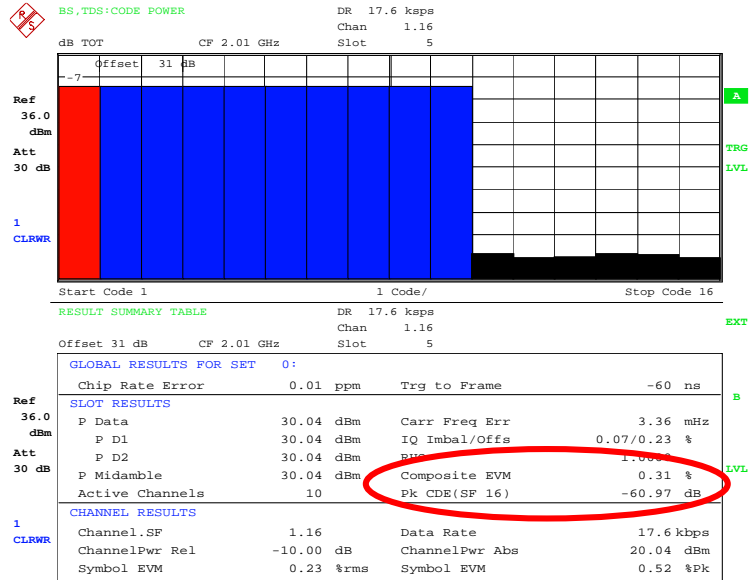 R S
BS,TDS:CODE POWER DR 17.6 ksps
Chan 1.16
dB TOT CF 2.01 GHz Slot 5
Offset 31 dB
-7
Ref
36.0
dBm
Att
30 dB
1
CLRWR
A
TRG
LVL
Start Code 1 1 Code/ Stop Code 16
RESULT SUMMARY TABLE DR 17.6 ksps
Chan 1.16
Offset 31 dB CF 2.01 GHz Slot 5
EXT
GLOBAL RESULTS FOR SET 0:
Chip Rate Error 0.01 ppm Trg to Frame -60 ns
SLOT RESULTS
P Data 30.04 dBm Carr Freq Err 3.36 mHz
P D1 30.04 dBm IQ Imbal/Offs 0.07/0.23 %
P D2 30.04 dBm RHO 1.0000
P Midamble 30.04 dBm Composite EVM 0.31 %
Active Channels 10 Pk CDE(SF 16) -60.97 dB
CHANNEL RESULTS
Channel.SF 1.16 Data Rate 17.6 kbps
ChannelPwr Rel -10.00 dB ChannelPwr Abs 20.04 dBm
Symbol EVM 0.23 %rms Symbol EVM 0.52 %Pk
Ref
36.0
dBm
Att
30 dB
1
CLRWR
B
LVL